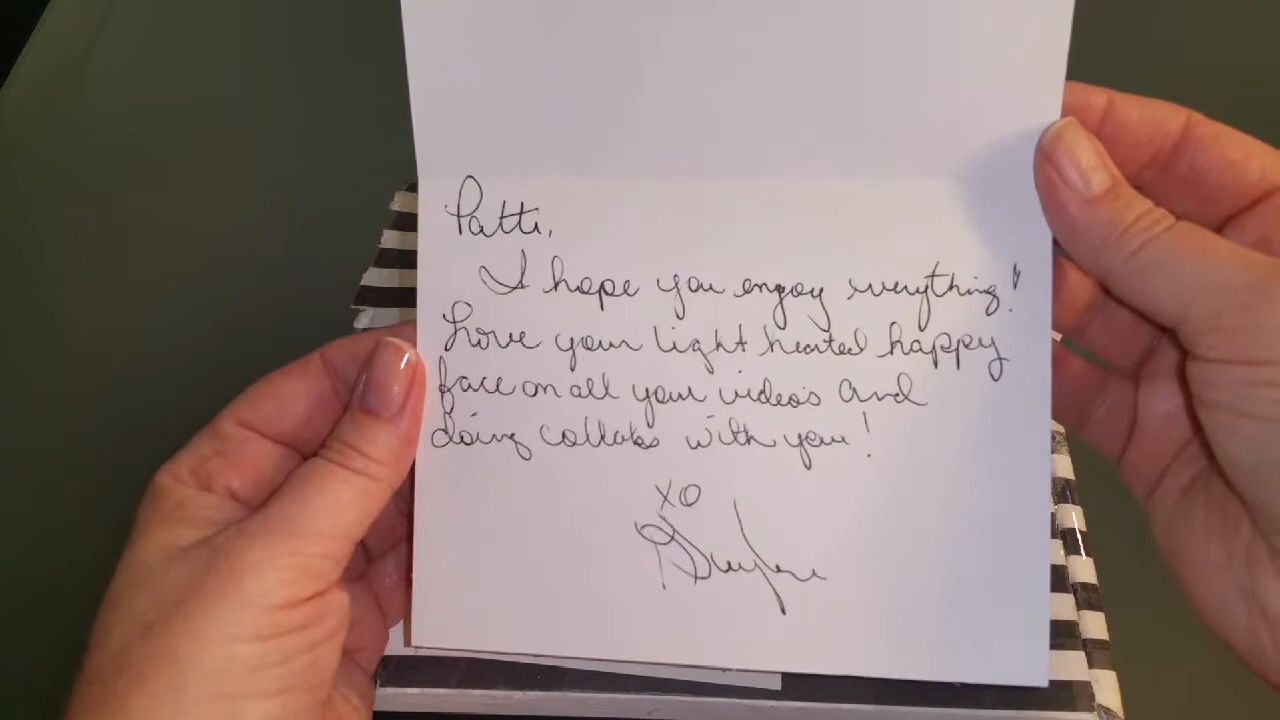 Patti,
I hope you enjoy everything!
Love your light hearted happy
face on all your video's and
doing collabs with you!
XO